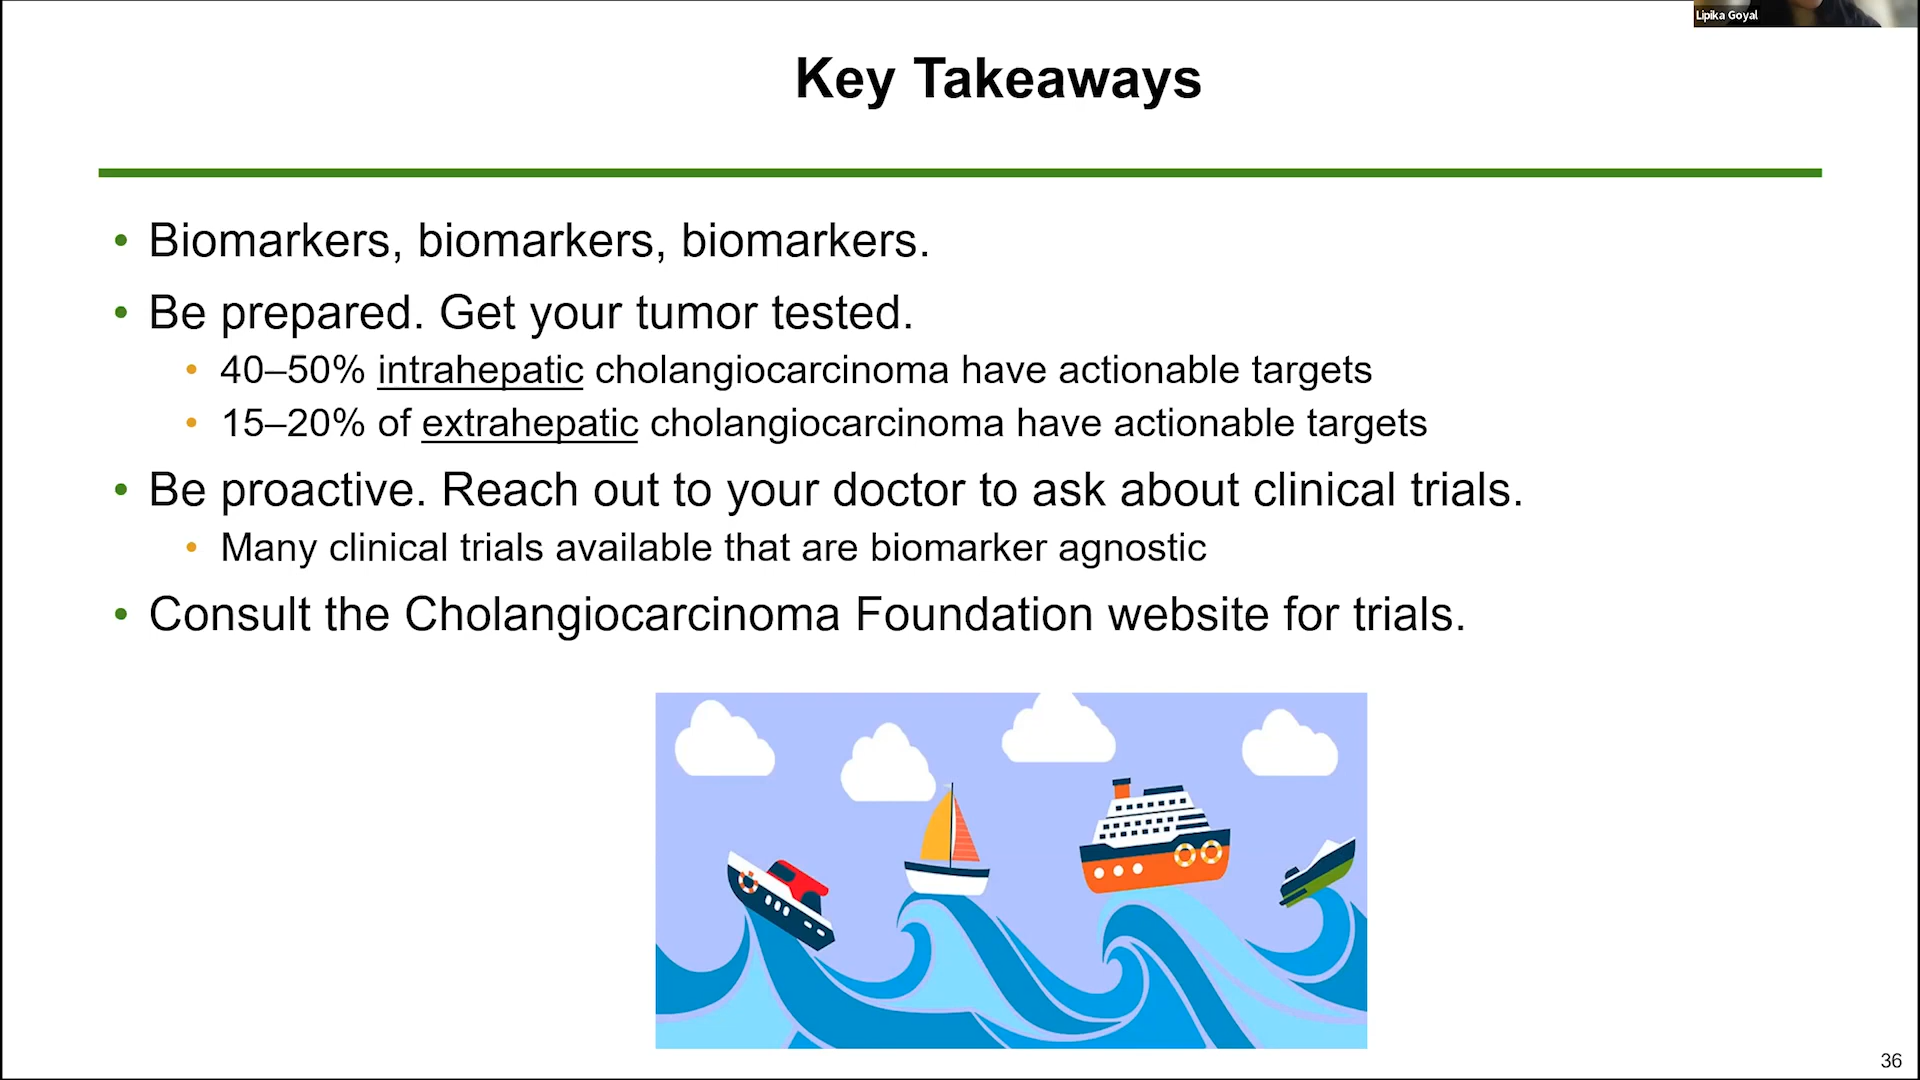 Lipika Goyal
Key Takeaways
• Biomarkers, biomarkers, biomarkers.
• Be prepared. Get your tumor tested.
• 40–50% intrahepatic cholangiocarcinoma have actionable targets
• 15–20% of extrahepatic cholangiocarcinoma have actionable targets
• Be proactive. Reach out to your doctor to ask about clinical trials.
• Many clinical trials available that are biomarker agnostic
• Consult the Cholangiocarcinoma Foundation website for trials.
36